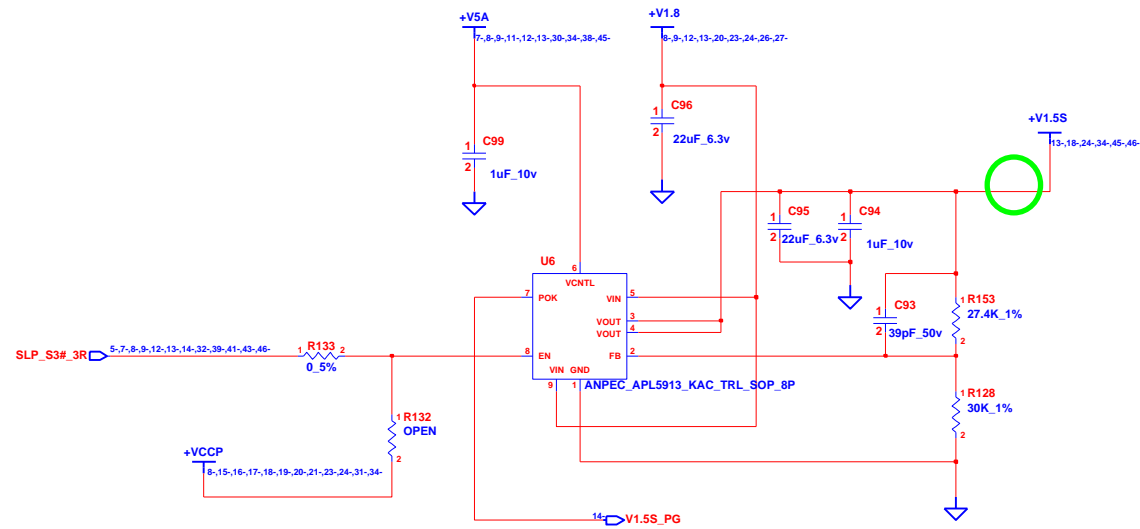 +V5A
7-,8-,9-,11-,12-,13-,30-,34-,38-,45-
+V1.8
8-,9-,12-,13-,20-,23-,24-,26-,27-
1
C96
2
22uF_6.3v
+V1.5S
13-,18-,24-,34-,45-,46-
1
C99
2
1uF_10v
1
C95
2
22uF_6.3v
1
C94
2
1uF_10v
U6
6
VCNTL
7
POK
VIN
5
VOUT
3
VOUT
4
8
EN
FB
2
VIN
GND
9
1
ANPEC_APL5913_KAC_TRL_SOP_8P
1
C93
2
39pF_50v
1
R153
27.4K_1%
2
1
R128
30K_1%
2
SLP_S3#_3R
5-,7-,8-,9-,12-,13-,14-,32-,39-,41-,43-,46-
1
R133
2
0_5%
1
R132
OPEN
2
+VCCP
8-,15-,16-,17-,18-,19-,20-,21-,23-,24-,31-,34-
14-
V1.5S_PG